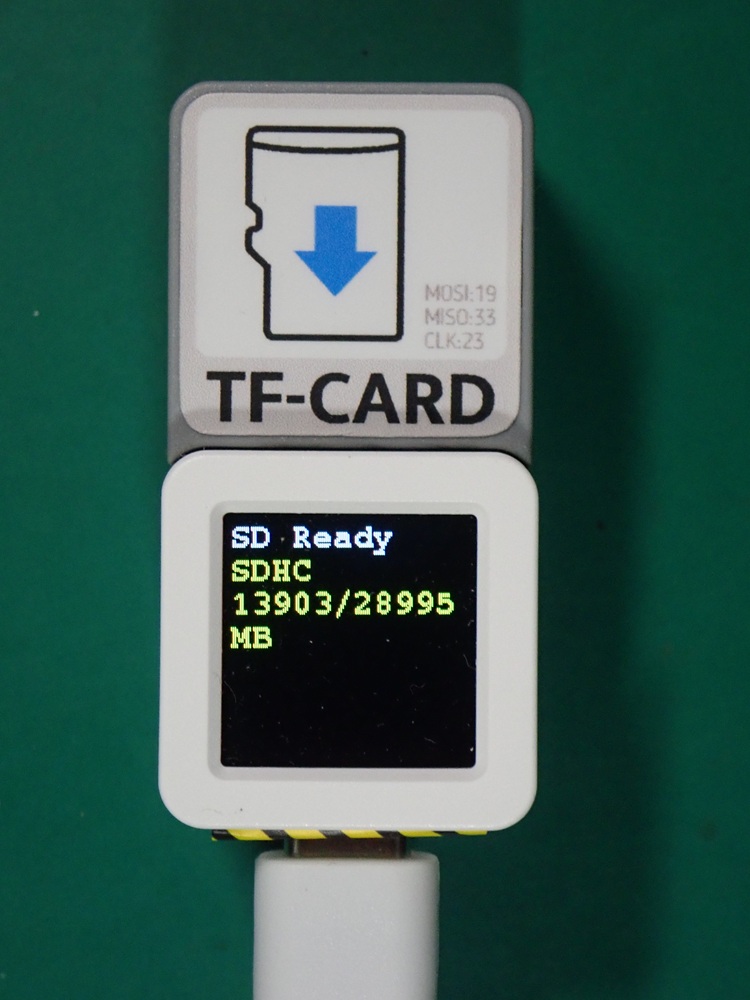 MOSI:19
MISO:33
CLK:23
TF-CARD
SD Ready
SDHC
13903/28995
MB